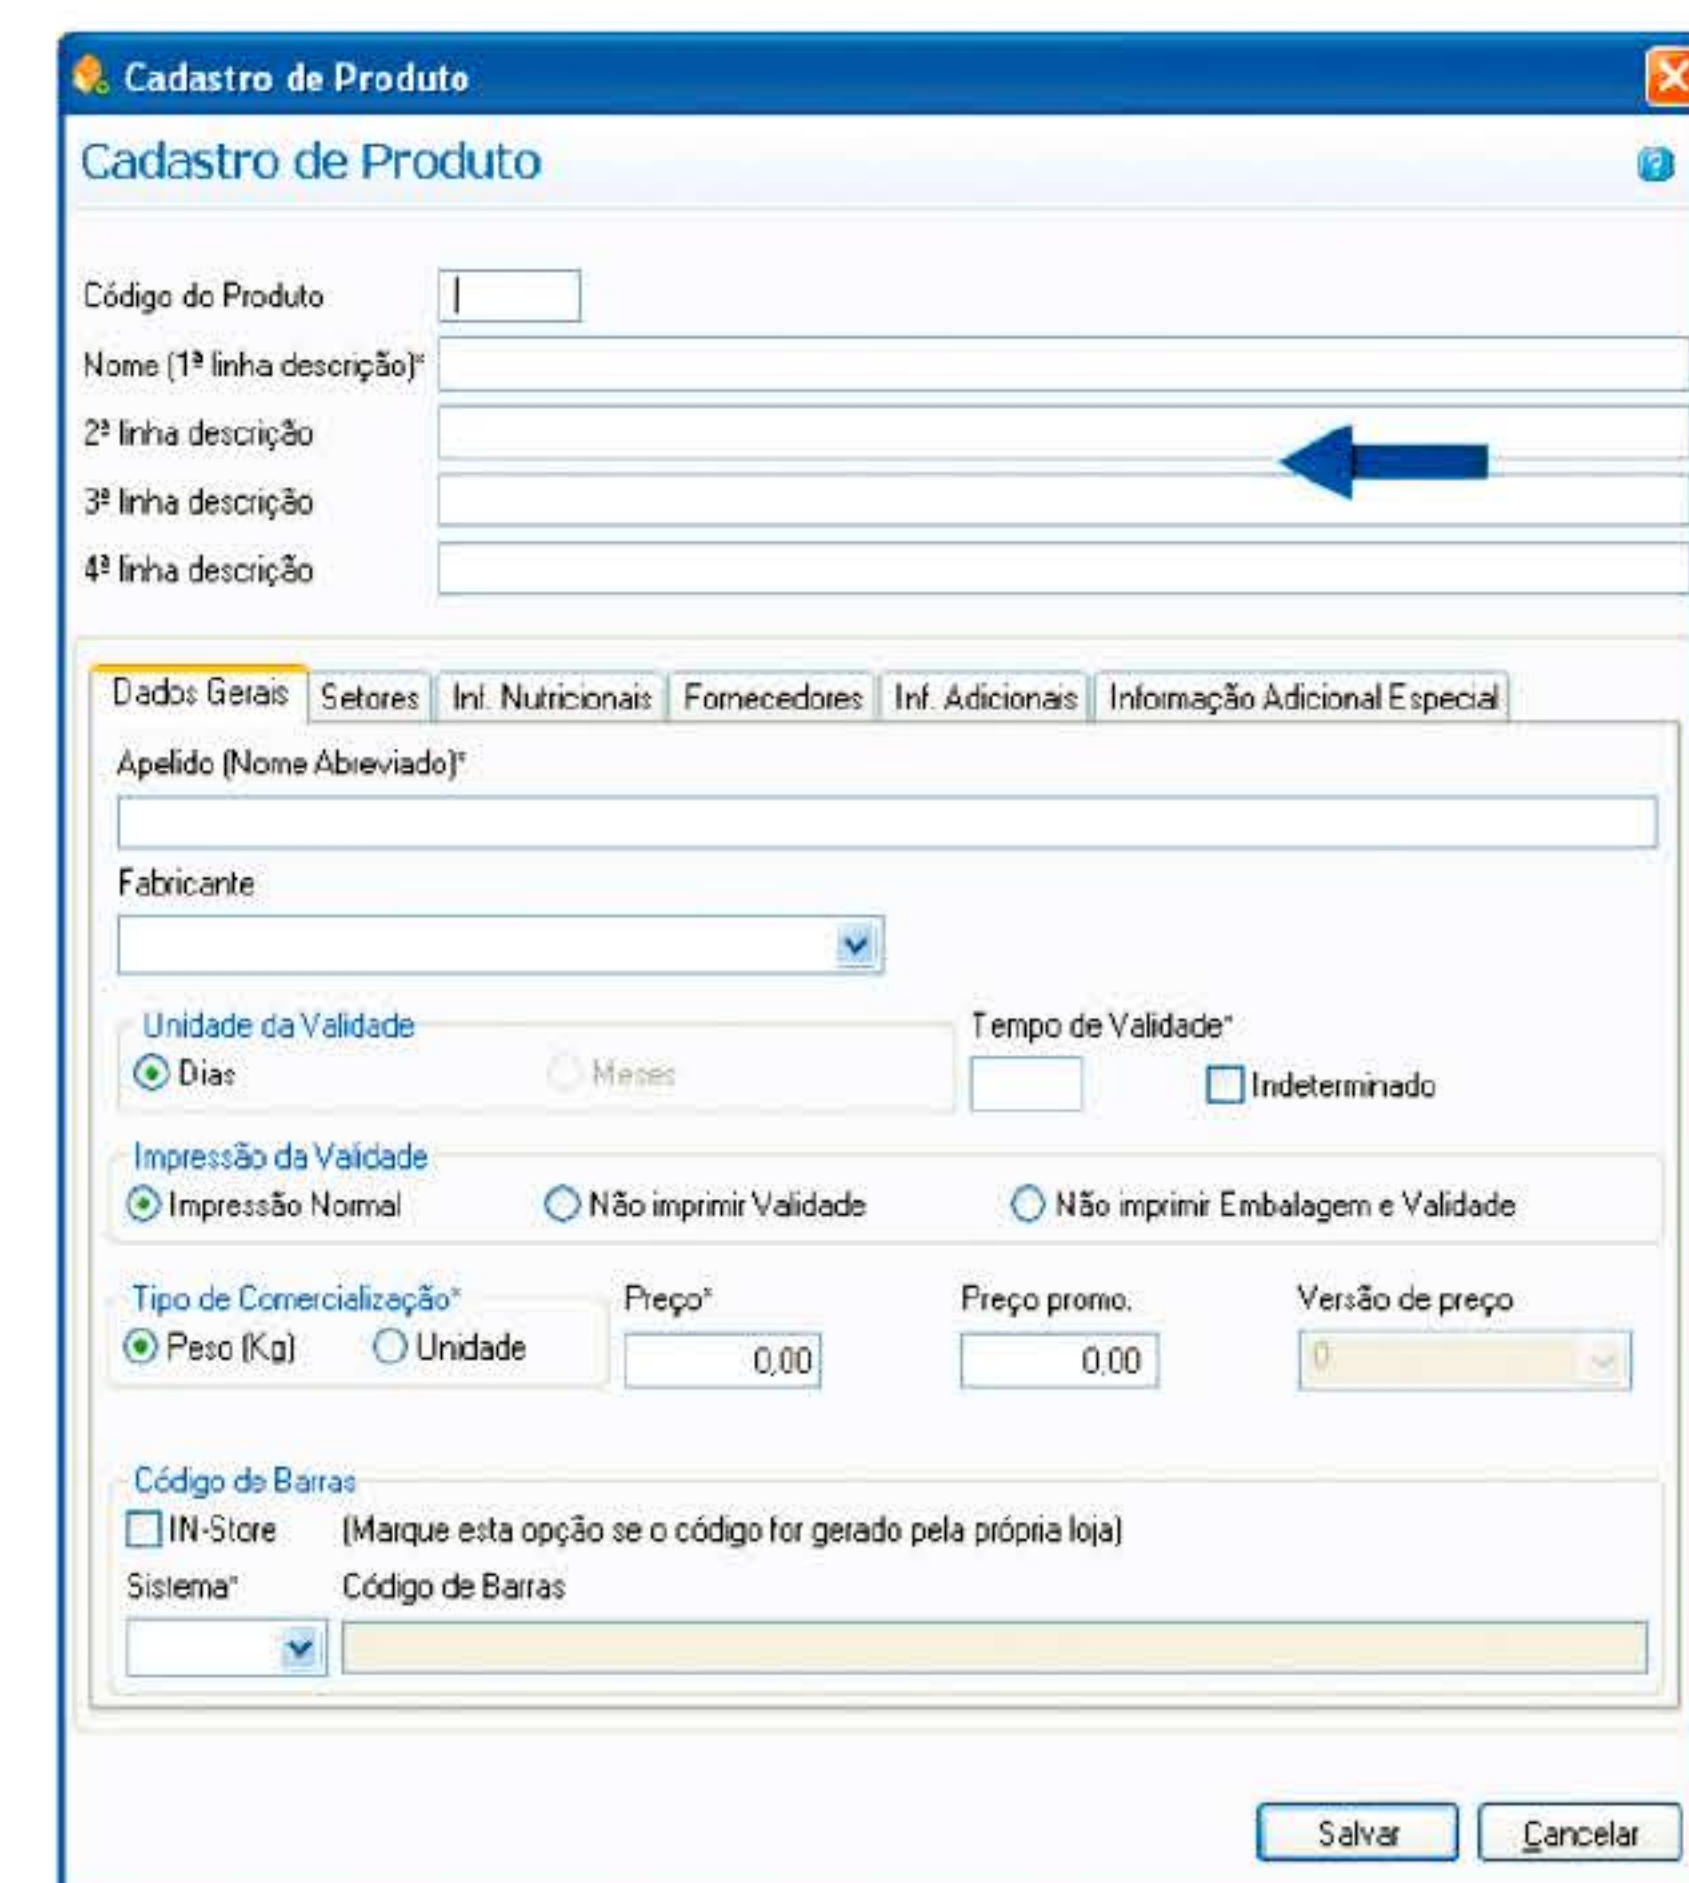 Cadastro de Produto
Cadastro de Produto
Código do Produto
Nome (1ª linha descrição)*
2ª linha descrição
3ª linha descrição
4ª linha descrição
Dados Gerais Setores Inf. Nutricionais Fornecedores Inf. Adicionais Informação Adicional Especial
Apelido (Nome Abreviado)*
Fabricante
Unidade da Validade Tempo de Validade*
Dias Meses Indeterminado
Impressão da Validade
Impressão Normal Não imprimir Validade Não imprimir Embalagem e Validade
Tipo de Comercialização* Preço* Preço promo. Versão de preço
Peso (Kg) Unidade 0,00 0,00 0
Código de Barras
IN-Store (Marque esta opção se o código for gerado pela própria loja)
Sistema* Código de Barras
Salvar Cancelar